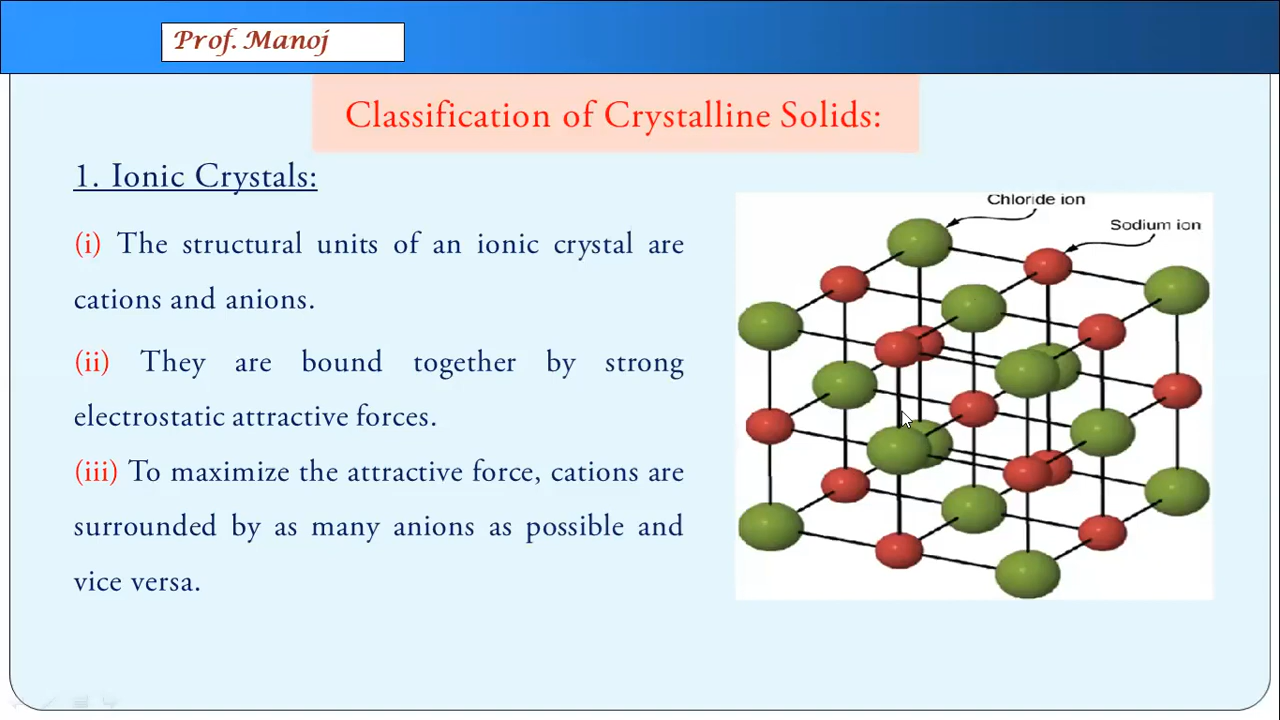 Prof. Manoj
Classification of Crystalline Solids:
1. Ionic Crystals:
(i) The structural units of an ionic crystal are
cations and anions.
(ii) They are bound together by strong
electrostatic attractive forces.
(iii) To maximize the attractive force, cations are
surrounded by as many anions as possible and
vice versa.
Chloride ion
Sodium ion